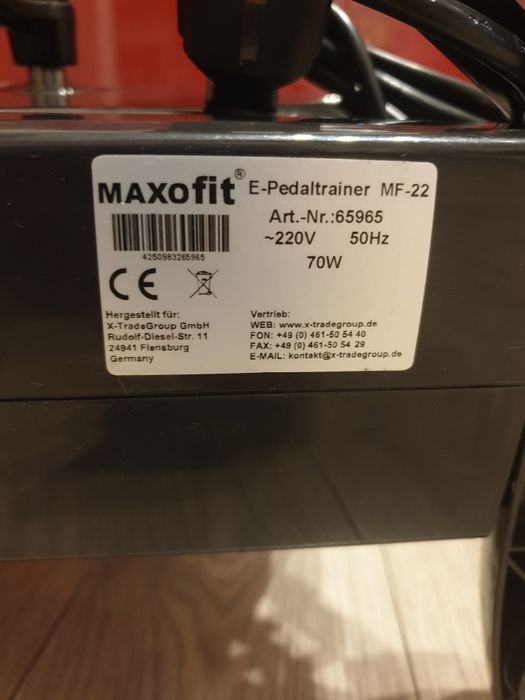 MAXOfit® E-Pedaltrainer MF-22
Art.-Nr.:65965
~220V 50Hz
70W
4250983265965
CE
Hergestellt für:
X-TradeGroup GmbH
Rudolf-Diesel-Str. 11
24941 Flensburg
Germany
Vertrieb:
WEB: www.x-tradegroup.de
FON: +49 (0) 461-50 54 40
FAX: +49 (0) 461-50 54 29
E-MAIL: kontakt@x-tradegroup.de